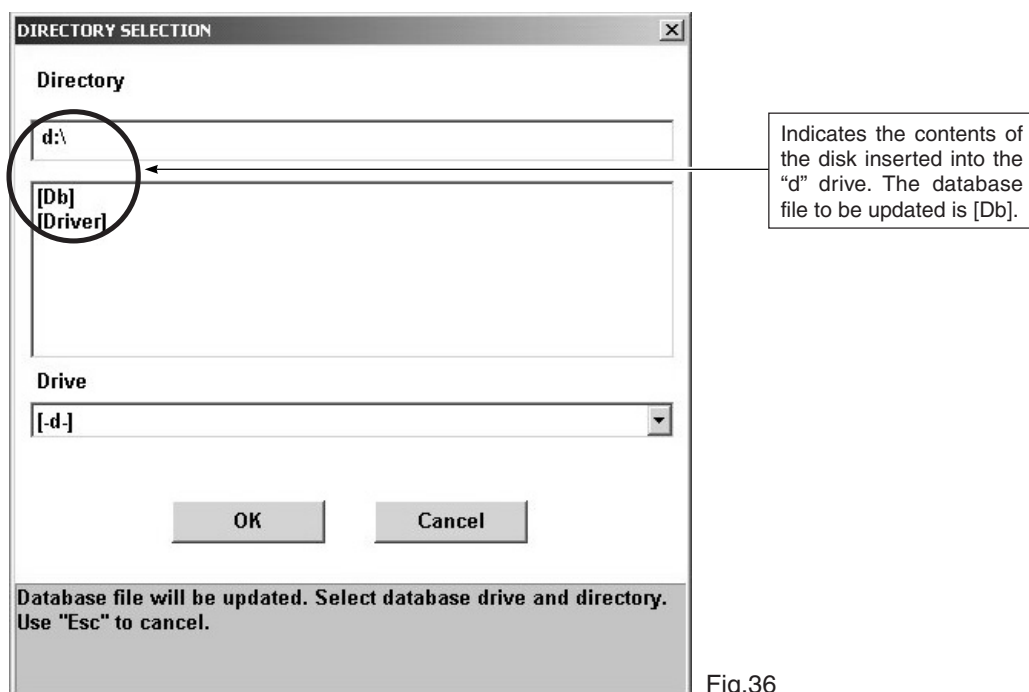 DIRECTORY SELECTION
Directory
d:\
[Db]
[Driver]
Indicates the contents of
the disk inserted into the
“d” drive. The database
file to be updated is [Db].
Drive
[-d-]
OK Cancel
Database file will be updated. Select database drive and directory.
Use "Esc" to cancel.
Fig.36